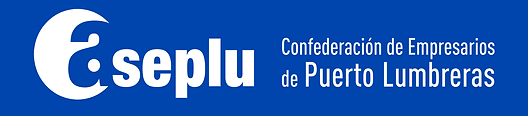 aseplu
Confederación de Empresarios
de Puerto Lumbreras